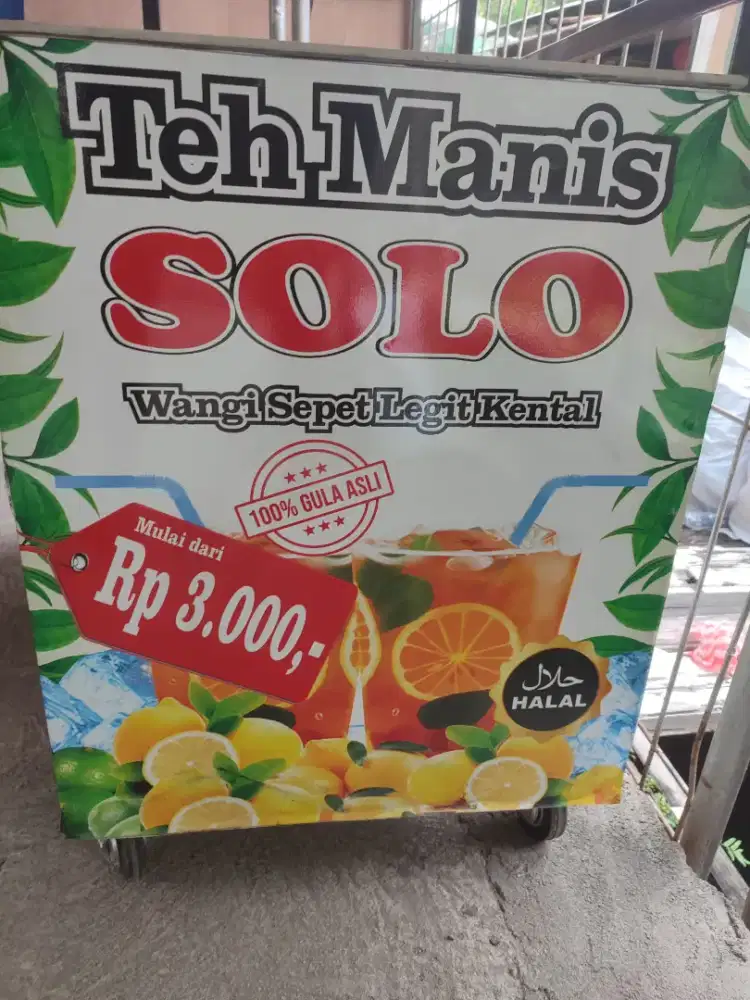 Teh Manis
SOLO
Wangi Sepet Legit Kental
100% GULA ASLI
Mulai dari
Rp 3.000,-
حلال
HALAL